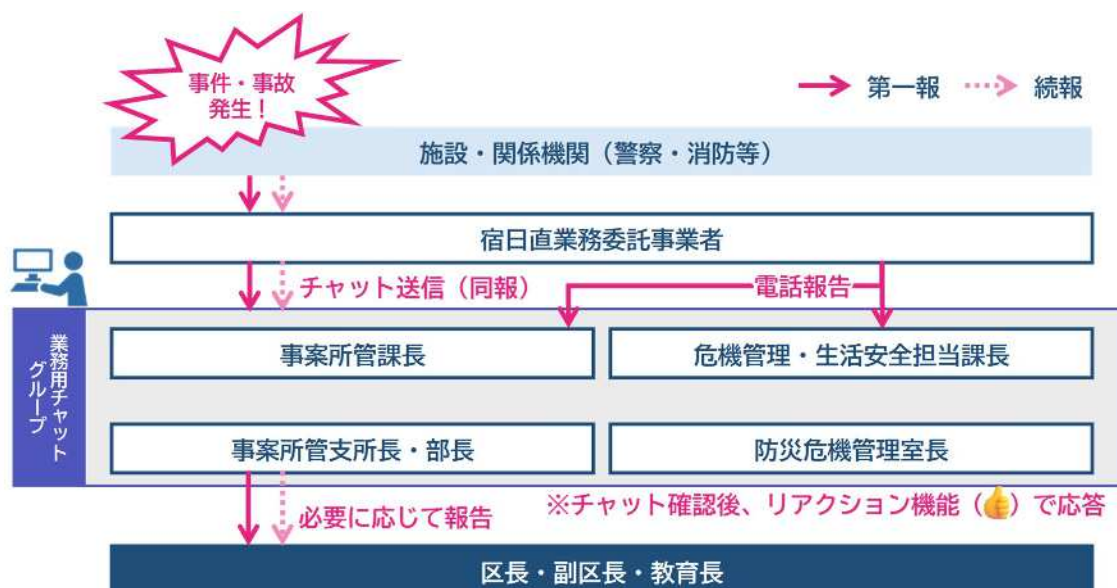 事件・事故
発生！
第一報
続報
施設・関係機関（警察・消防等）
宿日直業務委託事業者
チャット送信（同報）
電話報告
業務用チャット
グループ
事案所管課長
危機管理・生活安全担当課長
事案所管支所長・部長
防災危機管理室長
必要に応じて報告
※チャット確認後、リアクション機能（👍）で応答
区長・副区長・教育長